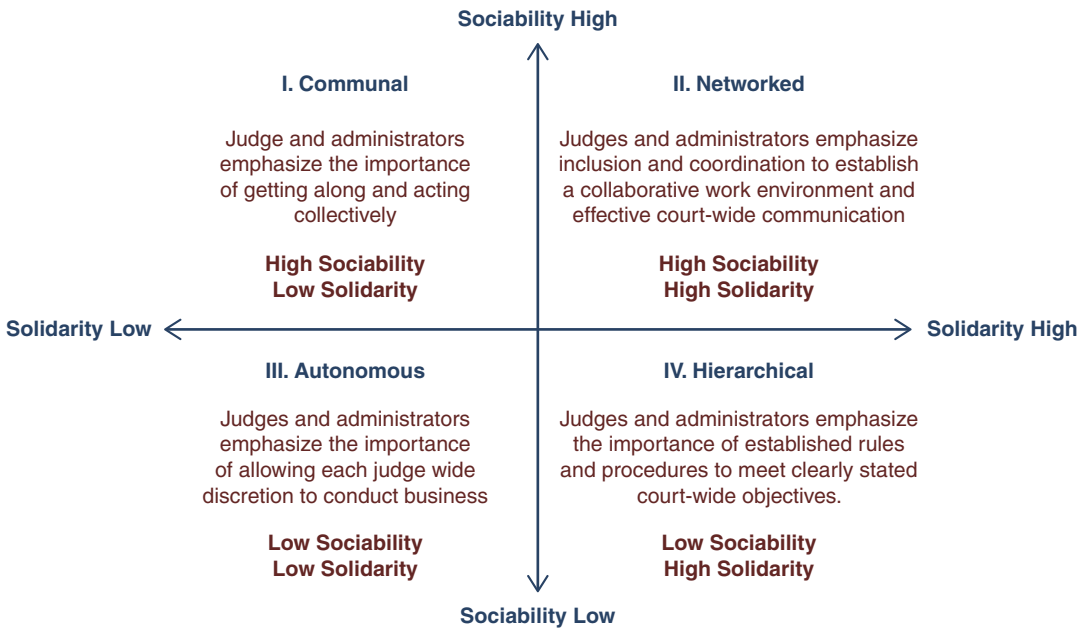 Sociability High
I. Communal
Judge and administrators
emphasize the importance
of getting along and acting
collectively
High Sociability
Low Solidarity
II. Networked
Judges and administrators emphasize
inclusion and coordination to establish
a collaborative work environment and
effective court-wide communication
High Sociability
High Solidarity
Solidarity Low
Solidarity High
III. Autonomous
Judges and administrators
emphasize the importance
of allowing each judge wide
discretion to conduct business
Low Sociability
Low Solidarity
IV. Hierarchical
Judges and administrators emphasize
the importance of established rules
and procedures to meet clearly stated
court-wide objectives.
Low Sociability
High Solidarity
Sociability Low